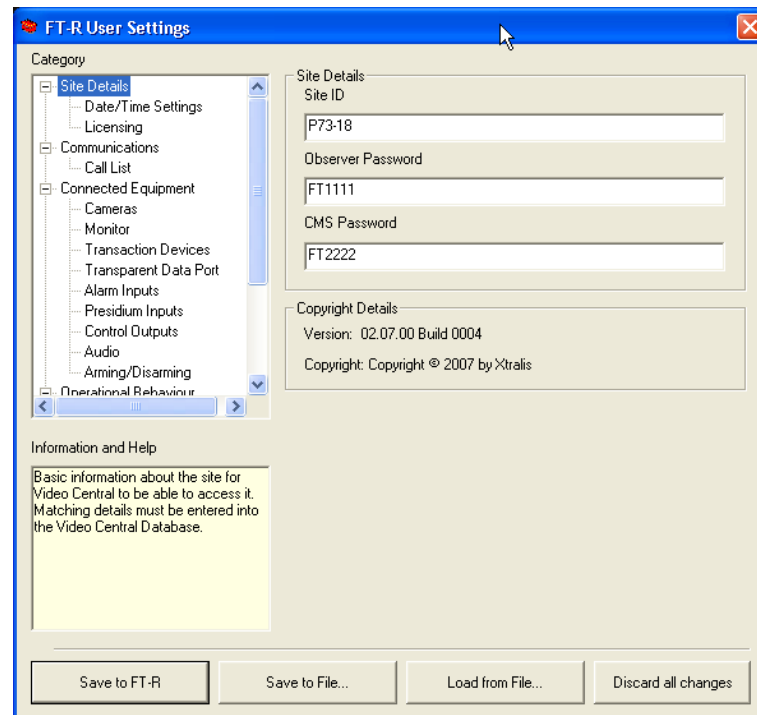 FT-R User Settings
Category
Site Details
Date/Time Settings
Licensing
Communications
Call List
Connected Equipment
Cameras
Monitor
Transaction Devices
Transparent Data Port
Alarm Inputs
Presidium Inputs
Control Outputs
Audio
Arming/Disarming
Operational Behaviour
Site Details
Site ID
P73-18
Observer Password
FT1111
CMS Password
FT2222
Copyright Details
Version: 02.07.00 Build 0004
Copyright: Copyright © 2007 by Xtralis
Information and Help
Basic information about the site for
Video Central to be able to access it.
Matching details must be entered into
the Video Central Database.
Save to FT-R
Save to File...
Load from File...
Discard all changes